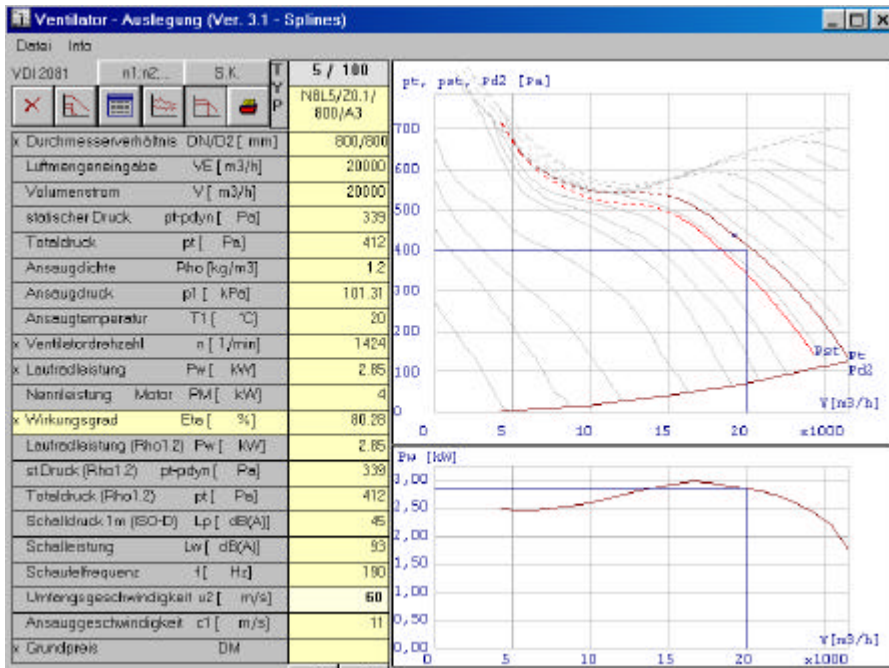 Ventilator - Auslegung (Ver. 3.1 - Splines)
Datei Info
VDI 2081 n1:n2... S.K. TYP 5 / 100
N8L5/Z0.1/
800/A3
x Durchmesserverhältnis DN/D2 [ mm] 800/800
Luftmengeneingabe VE [ m3/h] 20000
Volumenstrom V [ m3/h] 20000
statischer Druck pt-pdyn [ Pa] 339
Totaldruck pt [ Pa] 412
Ansaugdichte Rho [kg/m3] 1.2
Ansaugdruck p1 [ kPa] 101.31
Ansaugtemperatur T1 [ °C] 20
x Ventilatordrehzahl n [ 1/min] 1424
x Laufradleistung Pw [ kW] 2.85
Nennleistung Motor PM [ kW] 4
x Wirkungsgrad Eta [ %] 80.28
Laufradleistung (Rho1.2) Pw [ kW] 2.85
st.Druck (Rho1.2) pt-pdyn [ Pa] 339
Totaldruck (Rho1.2) pt [ Pa] 412
Schalldruck 1m (ISO-D) Lp [ dB(A)] 45
Schalleistung Lw [ dB(A)] 93
Schaufelfrequenz f [ Hz] 190
Umfangsgeschwindigkeit u2 [ m/s] 60
Ansauggeschwindigkeit c1 [ m/s] 11
x Grundpreis DM
pt, pst, Pd2 [Pa]
700
600
500
400
300
200
100
0
Pst Pt
Pd2
V[m3/h]
0 5 10 15 20 x1000
Pw [kW]
3,00
2,50
2,00
1,50
1,00
0,50
0,00
V[m3/h]
0 5 10 15 20 x1000